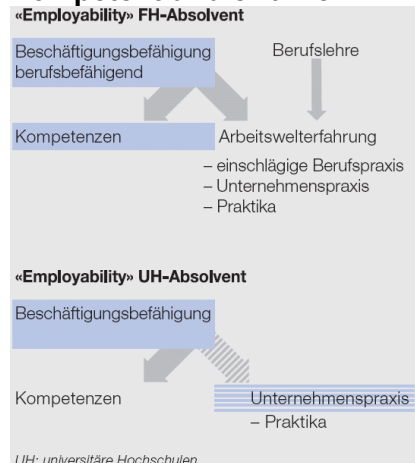 «Employability» FH-Absolvent
Beschäftigungsbefähigung
berufsbefähigend
Berufslehre
Kompetenzen
Arbeitswelterfahrung
– einschlägige Berufspraxis
– Unternehmenspraxis
– Praktika
«Employability» UH-Absolvent
Beschäftigungsbefähigung
Kompetenzen
Unternehmenspraxis
– Praktika
UH: universitäre Hochschulen